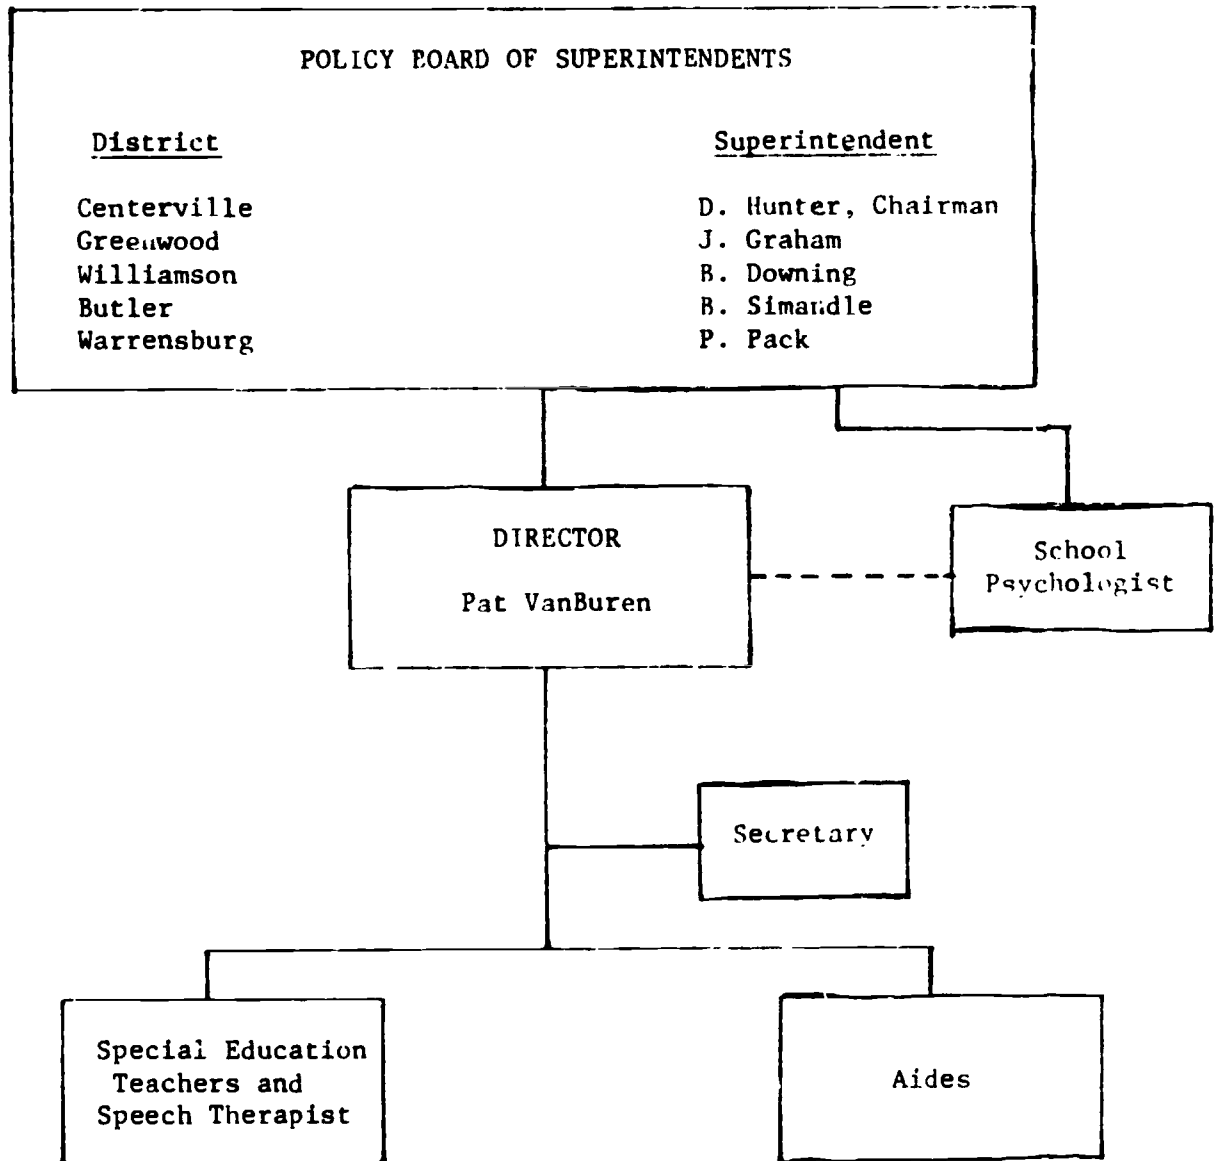 POLICY BOARD OF SUPERINTENDENTS
District Superintendent
Centerville D. Hunter, Chairman
Greenwood J. Graham
Williamson B. Downing
Butler B. Simandle
Warrensburg P. Pack
DIRECTOR
Pat VanBuren
School
Psychologist
Secretary
Special Education
Teachers and
Speech Therapist
Aides